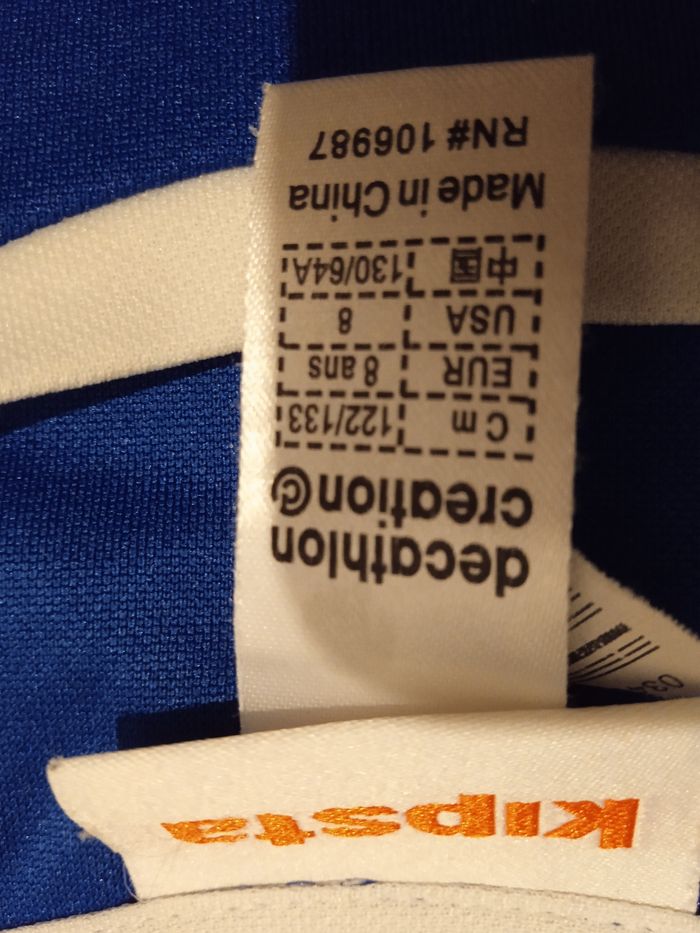 kipsta
decathlon
creation©
Cm 122/133
EUR 8 ans
USA 8
中国 130/64A
Made in China
RN# 106987